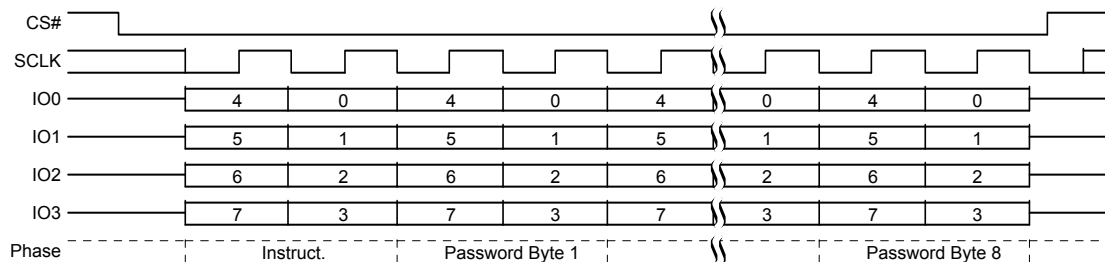 CS#
SCLK
IO0 4 0 4 0 4 0 4 0
IO1 5 1 5 1 5 1 5 1
IO2 6 2 6 2 6 2 6 2
IO3 7 3 7 3 7 3 7 3
Phase Instruct. Password Byte 1 Password Byte 8